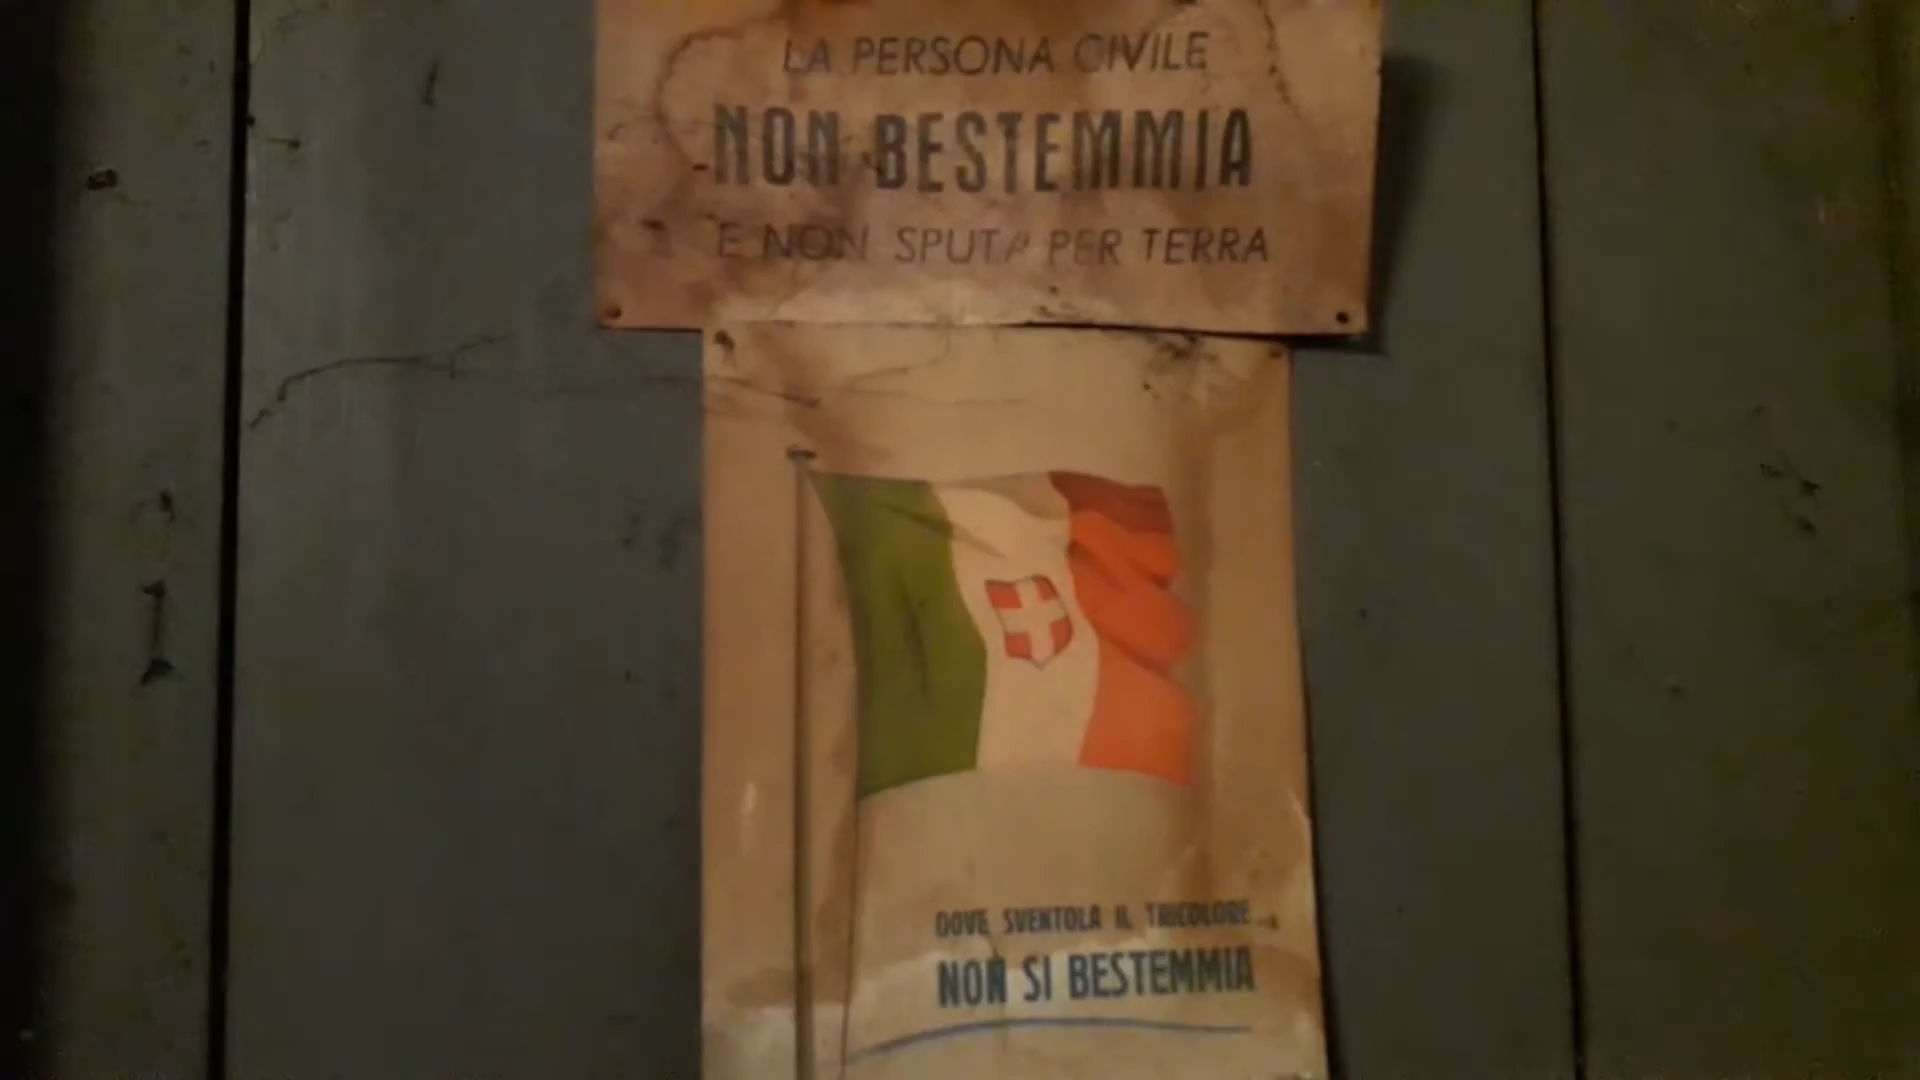 LA PERSONA CIVILE
NON BESTEMMIA
E NON SPUTA PER TERRA
DOVE SVENTOLA IL TRICOLORE
NON SI BESTEMMIA